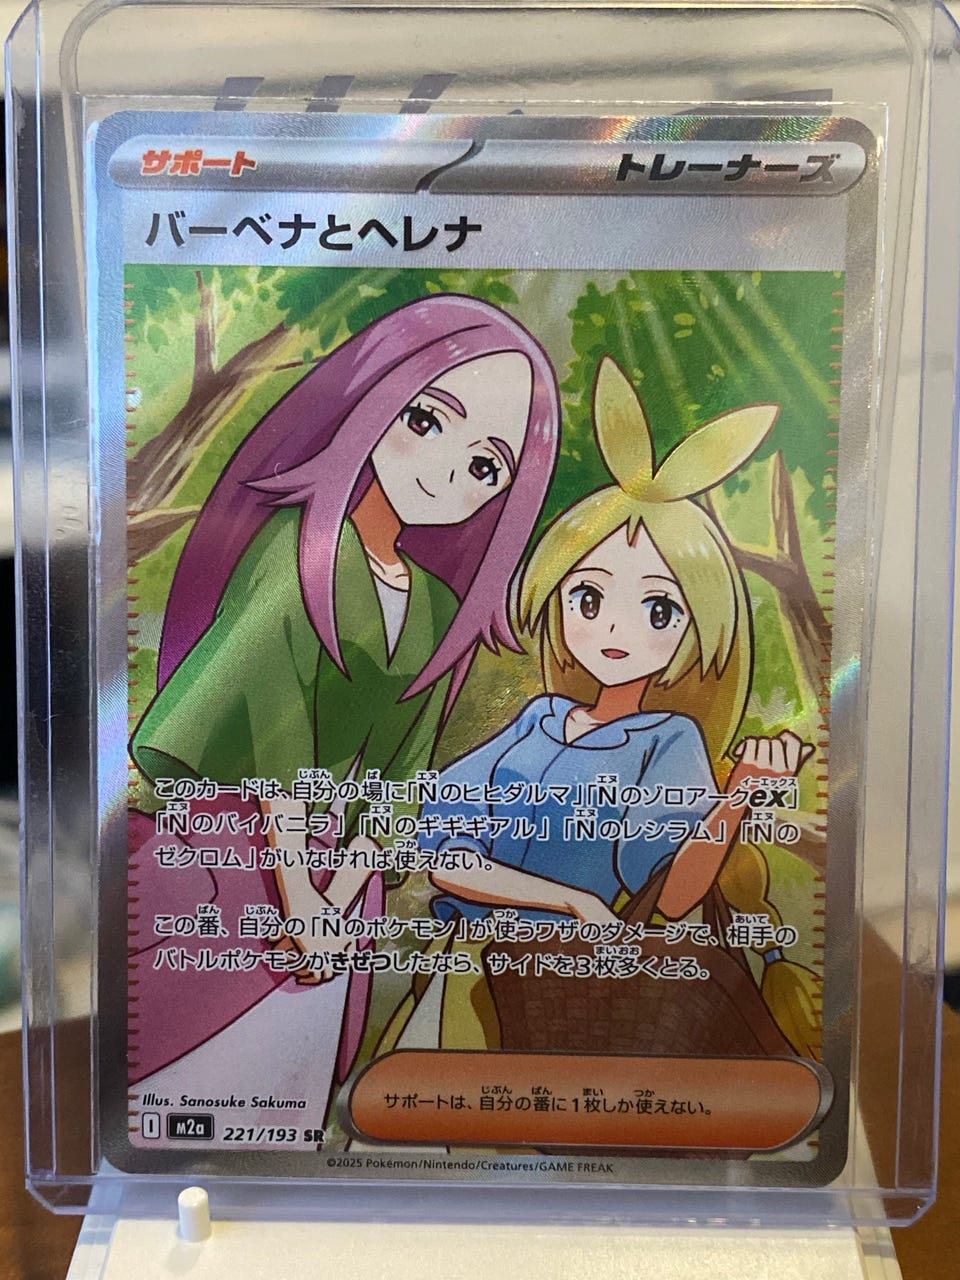 サポート
トレーナーズ
バーベナとヘレナ
このカードは、自分の場に「Nのヒヒダルマ」「Nのゾロアークex」
「Nのバイバニラ」「Nのギギギアル」「Nのレシラム」「Nの
ゼクロム」がいなければ使えない。
この番、自分の「Nのポケモン」が使うワザのダメージで、相手の
バトルポケモンがきぜつしたなら、サイドを3枚多くとる。
サポートは、自分の番に1枚しか使えない。
Illus. Sanosuke Sakuma
I m2a 221/193 SR
©2025 Pokémon/Nintendo/Creatures/GAME FREAK